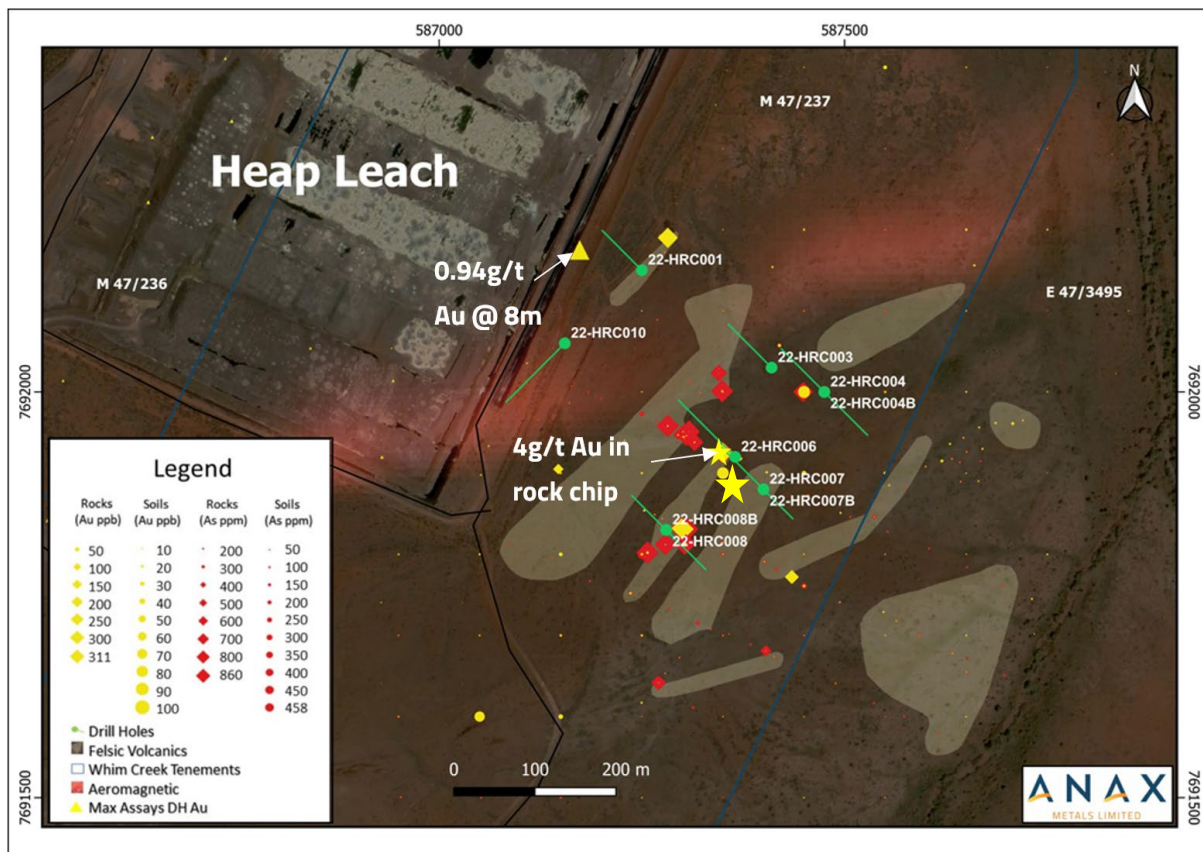 587000
587500
N
M 47/237
Heap Leach
22-HRC001
0.94g/t
Au @ 8m
M 47/236
E 47/3495
22-HRC010
22-HRC003
22-HRC004
22-HRC004B
7692000
7692000
22-HRC006
4g/t Au in
rock chip
22-HRC007
22-HRC007B
22-HRC008B
22-HRC008
Legend
Rocks
(Au ppb)
50
100
150
200
250
300
311
Soils
(Au ppb)
10
20
30
40
50
60
70
80
90
100
Rocks
(As ppm)
200
300
400
500
600
700
800
860
Soils
(As ppm)
50
100
150
200
250
300
350
400
450
458
Drill Holes
Felsic Volcanics
Whim Creek Tenements
Aeromagnetic
Max Assays DH Au
0 100 200 m
7691500
7691500
ANAX
METALS LIMITED